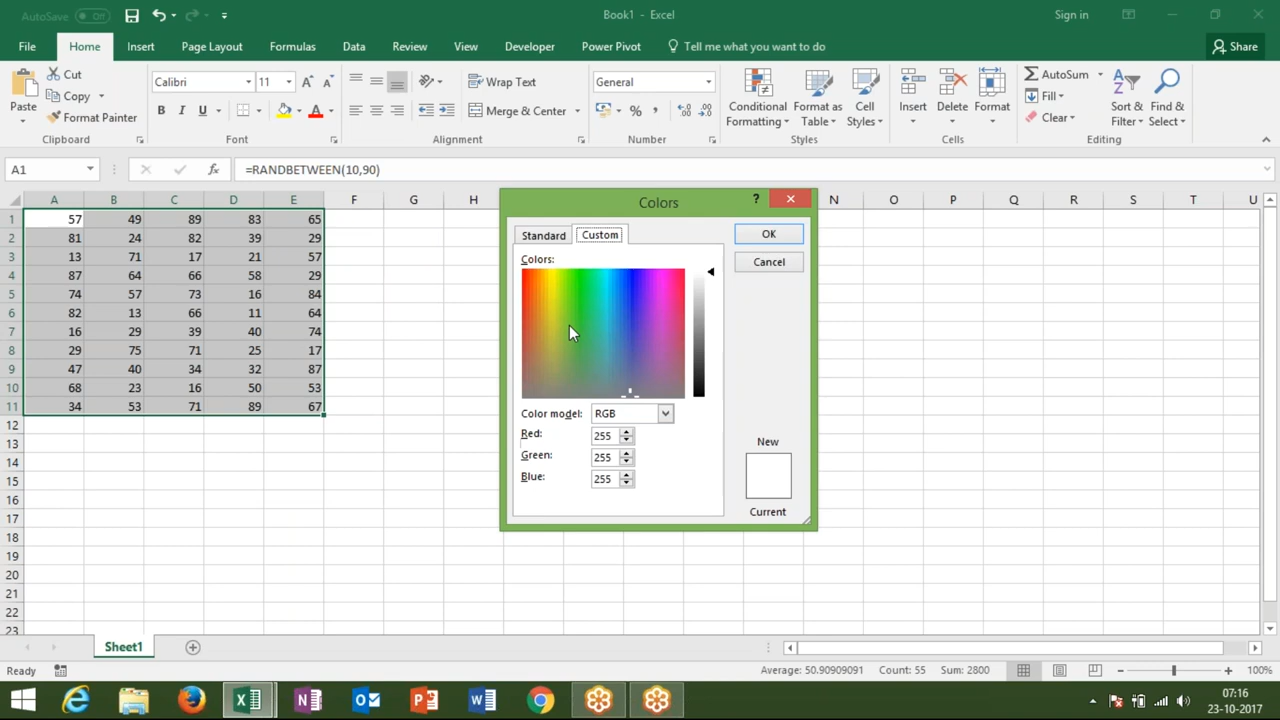 AutoSave Off
Book1 - Excel
Sign in
File Home Insert Page Layout Formulas Data Review View Developer Power Pivot Tell me what you want to do Share
Paste
Cut
Copy
Format Painter
Clipboard
Calibri 11
B I U A
Font
Wrap Text
Merge & Center
Alignment
General
% ,
Number
Conditional Formatting
Format as Table
Cell Styles
Styles
Insert
Delete
Format
Cells
AutoSum
Fill
Clear
Sort & Filter
Find & Select
Editing
A1 fx =RANDBETWEEN(10,90)
A B C D E F G H N O P Q R S T U
1 57 49 89 83 65
2 81 24 82 39 29
3 13 71 17 21 57
4 87 64 66 58 29
5 74 57 73 16 84
6 82 13 66 11 64
7 16 29 39 40 74
8 29 75 71 25 17
9 47 40 34 32 87
10 68 23 16 50 53
11 34 53 71 89 67
12
13
14
15
16
17
18
19
20
21
22
23
Colors ?
Standard Custom
OK
Cancel
Colors:
Color model: RGB
Red: 255
Green: 255
Blue: 255
New
Current
Sheet1
Ready
Average: 50.90909091 Count: 55 Sum: 2800
100%
07:16
23-10-2017